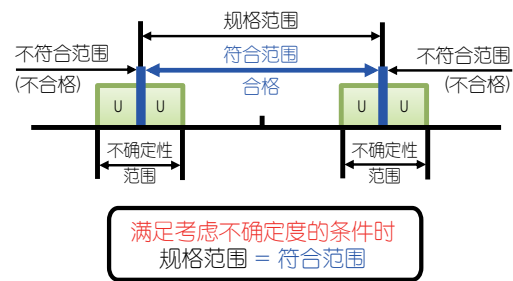 规格范围
不符合范围
(不合格)
符合范围
合格
不符合范围
(不合格)
U U
U U
不确定性
范围
不确定性
范围
满足考虑不确定度的条件时
规格范围 = 符合范围